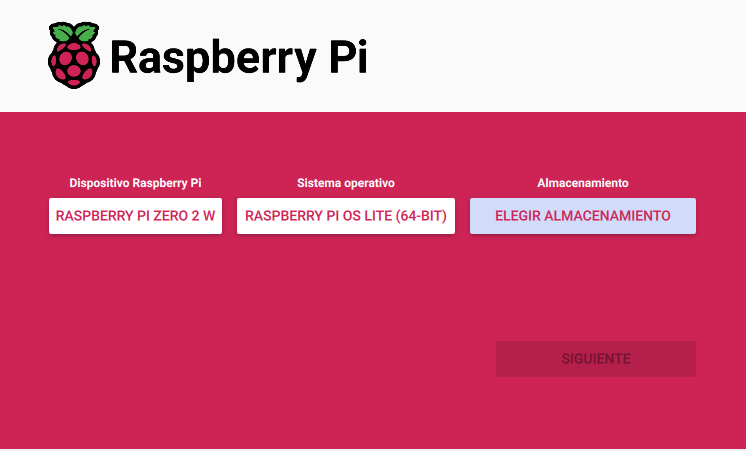 Raspberry Pi
Dispositivo Raspberry Pi
Sistema operativo
Almacenamiento
RASPBERRY PI ZERO 2 W
RASPBERRY PI OS LITE (64-BIT)
ELEGIR ALMACENAMIENTO
SIGUIENTE